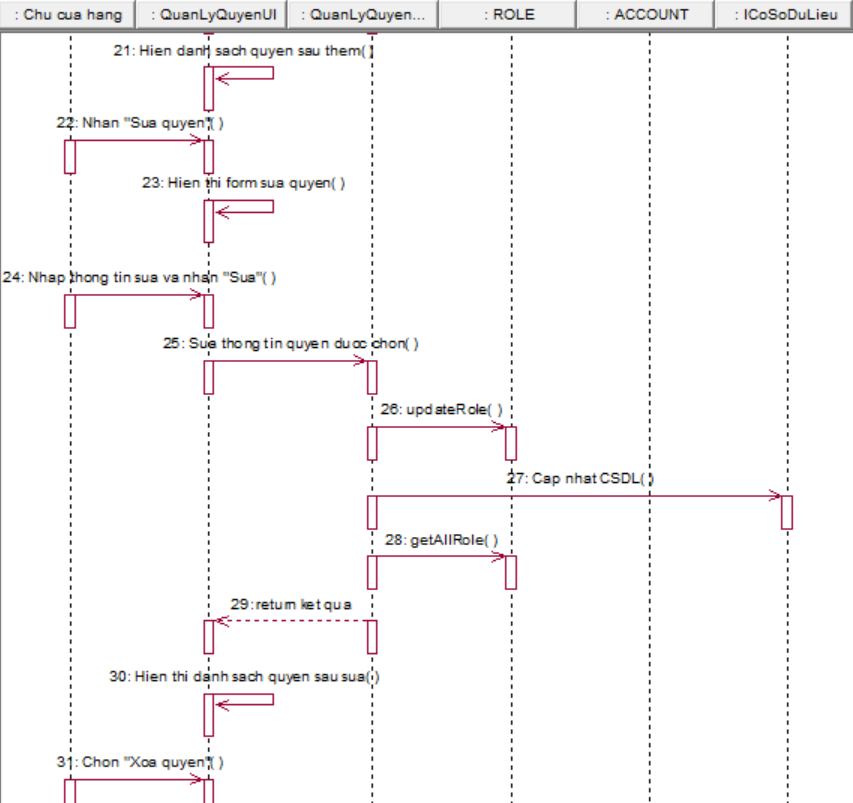 : Chu cua hang
: QuanLyQuyenUI
: QuanLyQuyen...
: ROLE
: ACCOUNT
: ICoSoDuLieu
21: Hien danh sach quyen sau them( )
22: Nhan "Sua quyen"( )
23: Hien thi form sua quyen( )
24: Nhap thong tin sua va nhan "Sua"( )
25: Sua thong tin quyen duoc chon( )
26: updateRole( )
27: Cap nhat CSDL( )
28: getAllRole( )
29: return ket qua
30: Hien thi danh sach quyen sau sua( )
31: Chon "Xoa quyen"( )